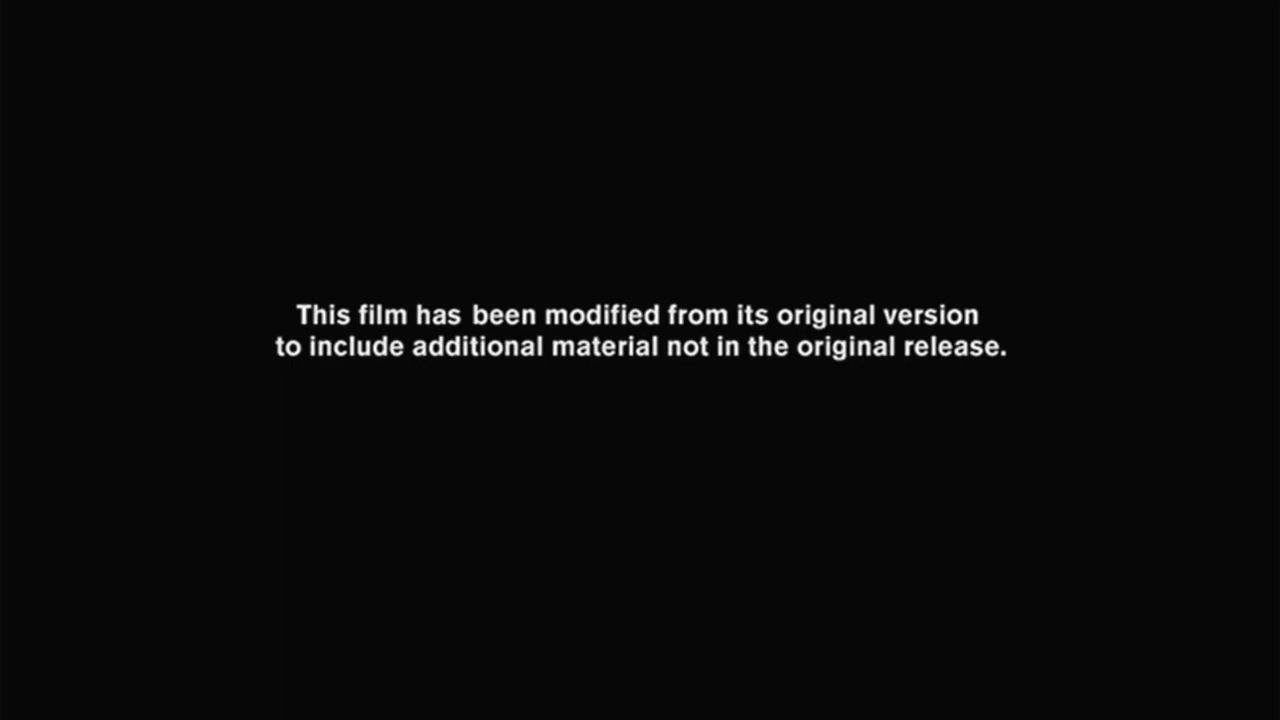 This film has been modified from its original version
to include additional material not in the original release.